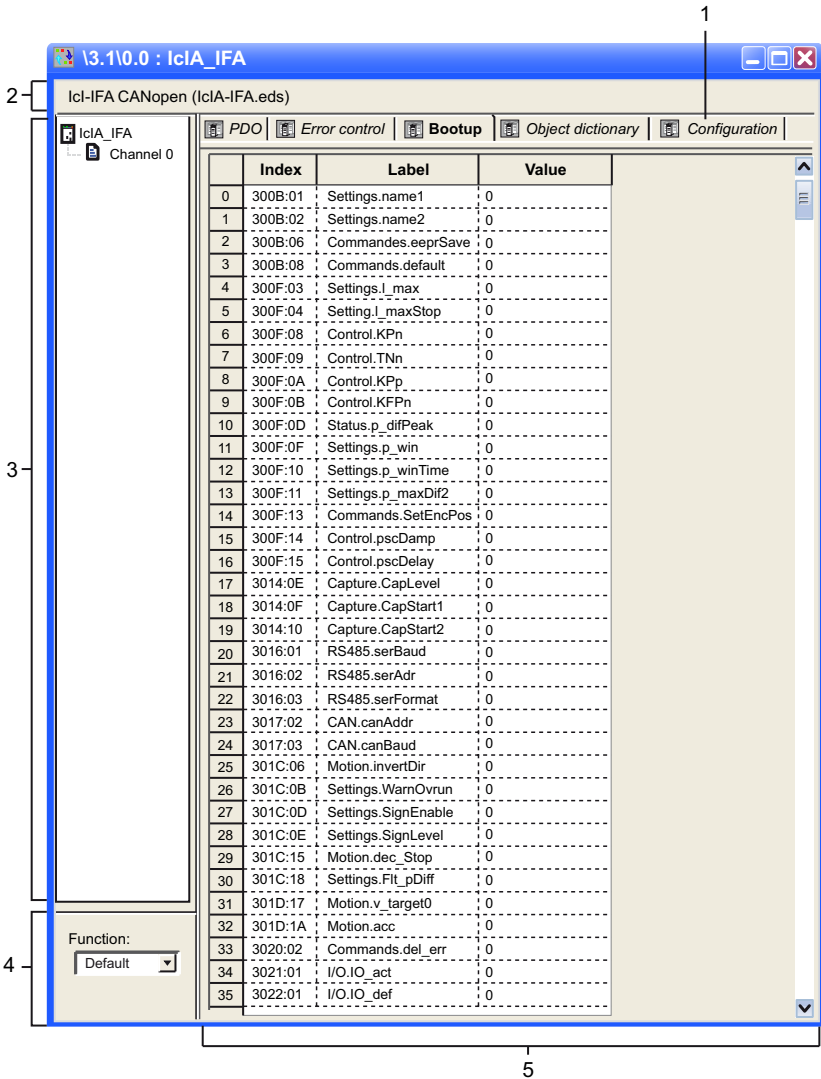 1
\3.1\0.0 : IcIA_IFA
2
IcI-IFA CANopen (IcIA-IFA.eds)
IcIA_IFA
Channel 0
PDO Error control Bootup Object dictionary Configuration
Index Label Value
0 300B:01 Settings.name1 0
1 300B:02 Settings.name2 0
2 300B:06 Commandes.eeprSave 0
3 300B:08 Commands.default 0
4 300F:03 Settings.I_max 0
5 300F:04 Setting.I_maxStop 0
6 300F:08 Control.KPn 0
7 300F:09 Control.TNn 0
8 300F:0A Control.KPp 0
9 300F:0B Control.KFPn 0
10 300F:0D Status.p_difPeak 0
11 300F:0F Settings.p_win 0
12 300F:10 Settings.p_winTime 0
13 300F:11 Settings.p_maxDif2 0
14 300F:13 Commands.SetEncPos 0
15 300F:14 Control.pscDamp 0
16 300F:15 Control.pscDelay 0
17 3014:0E Capture.CapLevel 0
18 3014:0F Capture.CapStart1 0
19 3014:10 Capture.CapStart2 0
20 3016:01 RS485.serBaud 0
21 3016:02 RS485.serAdr 0
22 3016:03 RS485.serFormat 0
23 3017:02 CAN.canAddr 0
24 3017:03 CAN.canBaud 0
25 301C:06 Motion.invertDir 0
26 301C:0B Settings.WarnOvrun 0
27 301C:0D Settings.SignEnable 0
28 301C:0E Settings.SignLevel 0
29 301C:15 Motion.dec_Stop 0
30 301C:18 Settings.Flt_pDiff 0
31 301D:17 Motion.v_target0 0
32 301D:1A Motion.acc 0
33 3020:02 Commands.del_err 0
34 3021:01 I/O.IO_act 0
35 3022:01 I/O.IO_def 0
3
Function:
Default
4
5